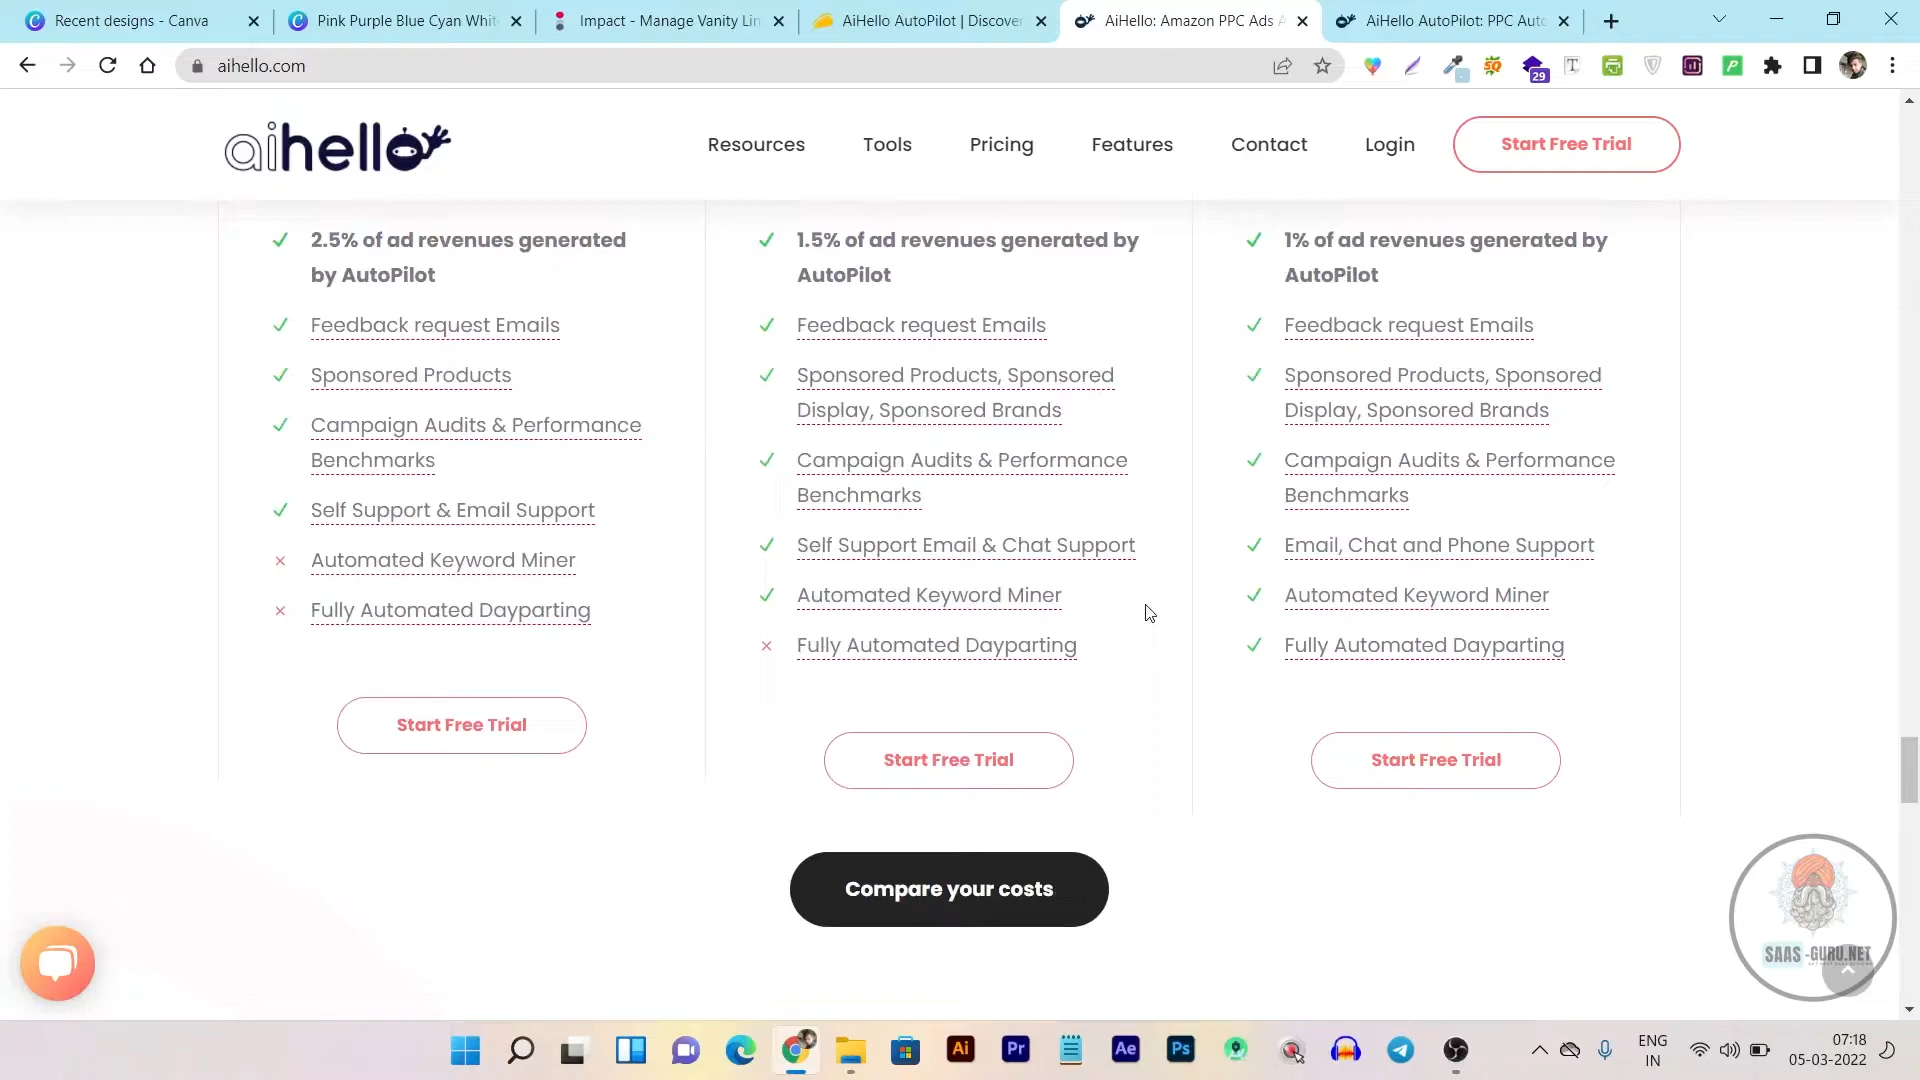 Recent designs - Canva
Pink Purple Blue Cyan Whit
Impact - Manage Vanity Lin
AiHello AutoPilot | Discover
AiHello: Amazon PPC Ads A
AiHello AutoPilot: PPC Auto
aihello.com
29
aihello
Resources
Tools
Pricing
Features
Contact
Login
Start Free Trial
2.5% of ad revenues generated
by AutoPilot
Feedback request Emails
Sponsored Products
Campaign Audits & Performance
Benchmarks
Self Support & Email Support
Automated Keyword Miner
Fully Automated Dayparting
Start Free Trial
1.5% of ad revenues generated by
AutoPilot
Feedback request Emails
Sponsored Products, Sponsored
Display, Sponsored Brands
Campaign Audits & Performance
Benchmarks
Self Support Email & Chat Support
Automated Keyword Miner
Fully Automated Dayparting
Start Free Trial
1% of ad revenues generated by
AutoPilot
Feedback request Emails
Sponsored Products, Sponsored
Display, Sponsored Brands
Campaign Audits & Performance
Benchmarks
Email, Chat and Phone Support
Automated Keyword Miner
Fully Automated Dayparting
Start Free Trial
Compare your costs
SAAS-GURU.NET
Ai
Pr
Ae
Ps
ENG
IN
07:18
05-03-2022